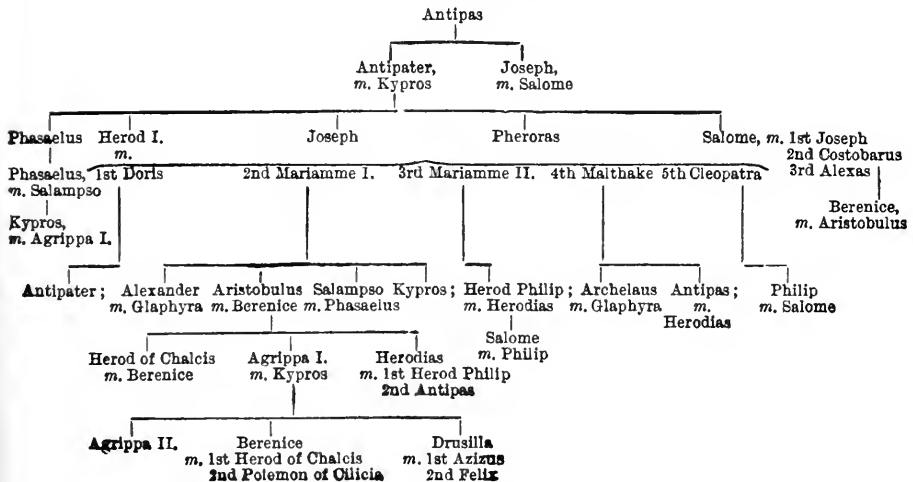 Antipas
Antipater, Joseph,
m. Kypros m. Salome
Phasaelus Herod I. Joseph Pheroras Salome, m. 1st Joseph
m. 2nd Costobarus
Phasaelus, 1st Doris 2nd Mariamme I. 3rd Mariamme II. 4th Malthake 5th Cleopatra 3rd Alexas
m. Salampso
Kypros, Berenice,
m. Agrippa I. m. Aristobulus
Antipater; Alexander Aristobulus Salampso Kypros; Herod Philip; Archelaus Antipas; Philip
m. Glaphyra m. Berenice m. Phasaelus m. Herodias m. Glaphyra m. m. Salome
Herodias
Salome
m. Philip
Herod of Chalcis Agrippa I. Herodias
m. Berenice m. Kypros m. 1st Herod Philip
2nd Antipas
Agrippa II. Berenice Drusilla
m. 1st Herod of Chalcis m. 1st Azizus
2nd Polemon of Cilicia 2nd Felix